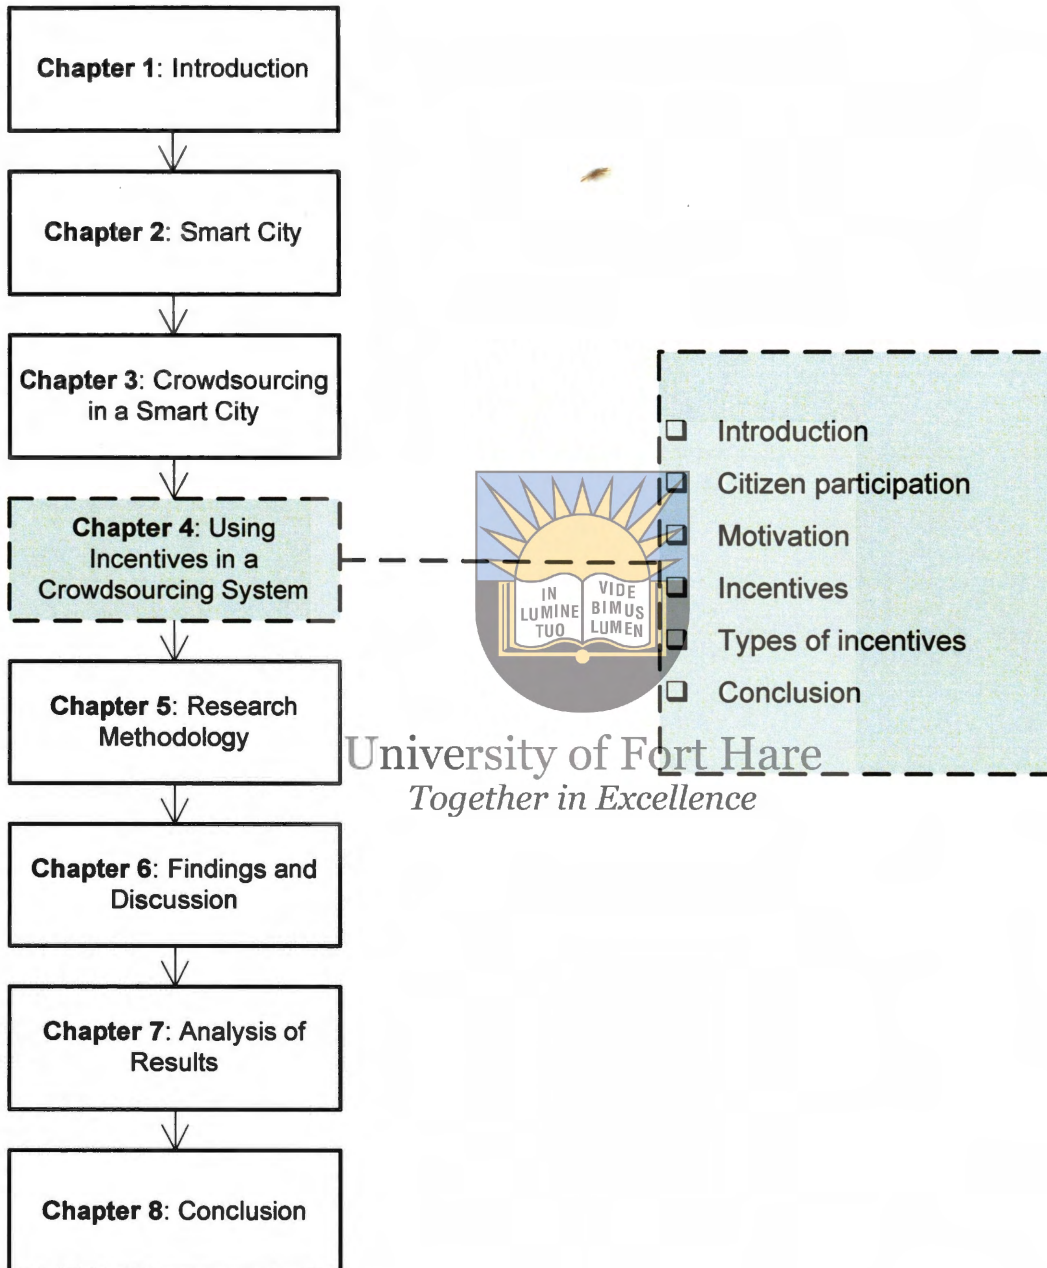 Chapter 1: Introduction
Chapter 2: Smart City
Chapter 3: Crowdsourcing
in a Smart City
Chapter 4: Using
Incentives in a
Crowdsourcing System
Chapter 5: Research
Methodology
Chapter 6: Findings and
Discussion
Chapter 7: Analysis of
Results
Chapter 8: Conclusion
Introduction
Citizen participation
Motivation
Incentives
Types of incentives
Conclusion
IN
LUMINE
TUO
VIDE
BIMUS
LUMEN
University of Fort Hare
Together in Excellence